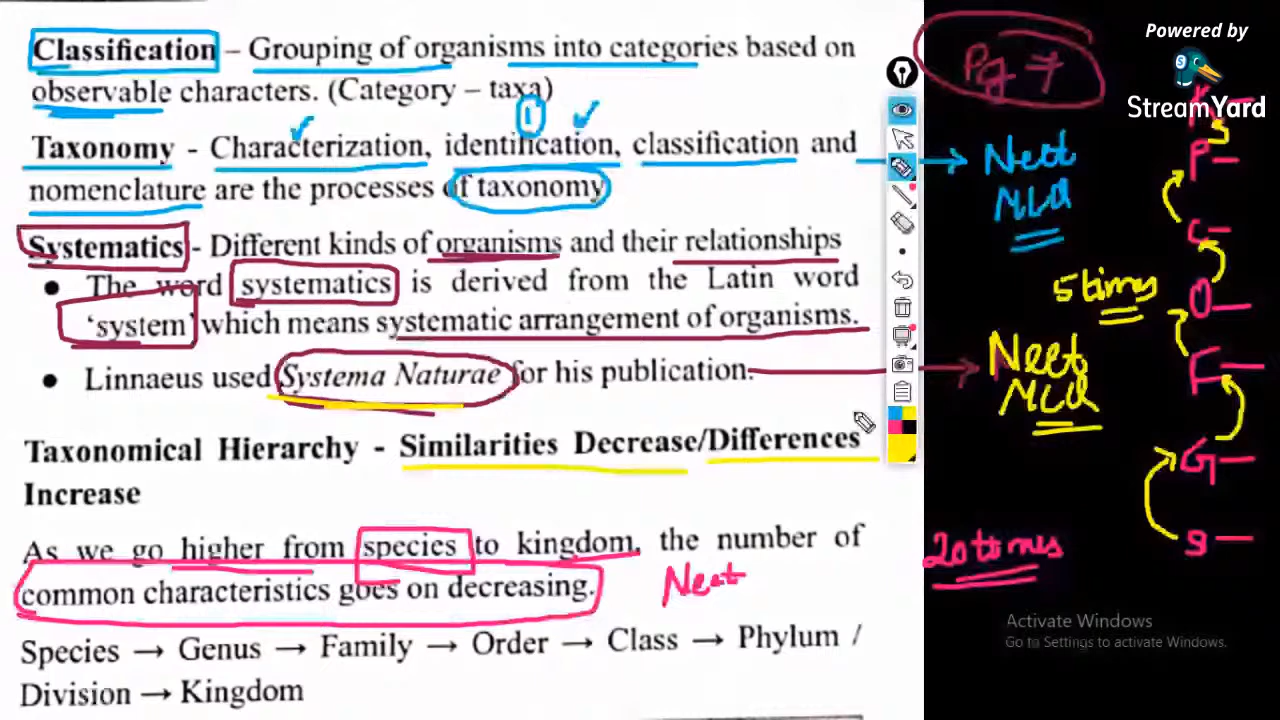 Classification – Grouping of organisms into categories based on
observable characters. (Category – taxa)
1
Taxonomy - Characterization, identification, classification and
nomenclature are the processes of taxonomy
Systematics - Different kinds of organisms and their relationships
● The word systematics is derived from the Latin word
‘system’ which means systematic arrangement of organisms.
● Linnaeus used Systema Naturae for his publication.
Taxonomical Hierarchy - Similarities Decrease/Differences
Increase
As we go higher from species to kingdom, the number of
common characteristics goes on decreasing.
Neet
Species → Genus → Family → Order → Class → Phylum /
Division → Kingdom
Pg 7
Powered by
StreamYard
Neet
MCQ
5 times
Neet
MCQ
20 times
K –
P –
C –
O –
F –
G –
S –
Activate Windows
Go to Settings to activate Windows.